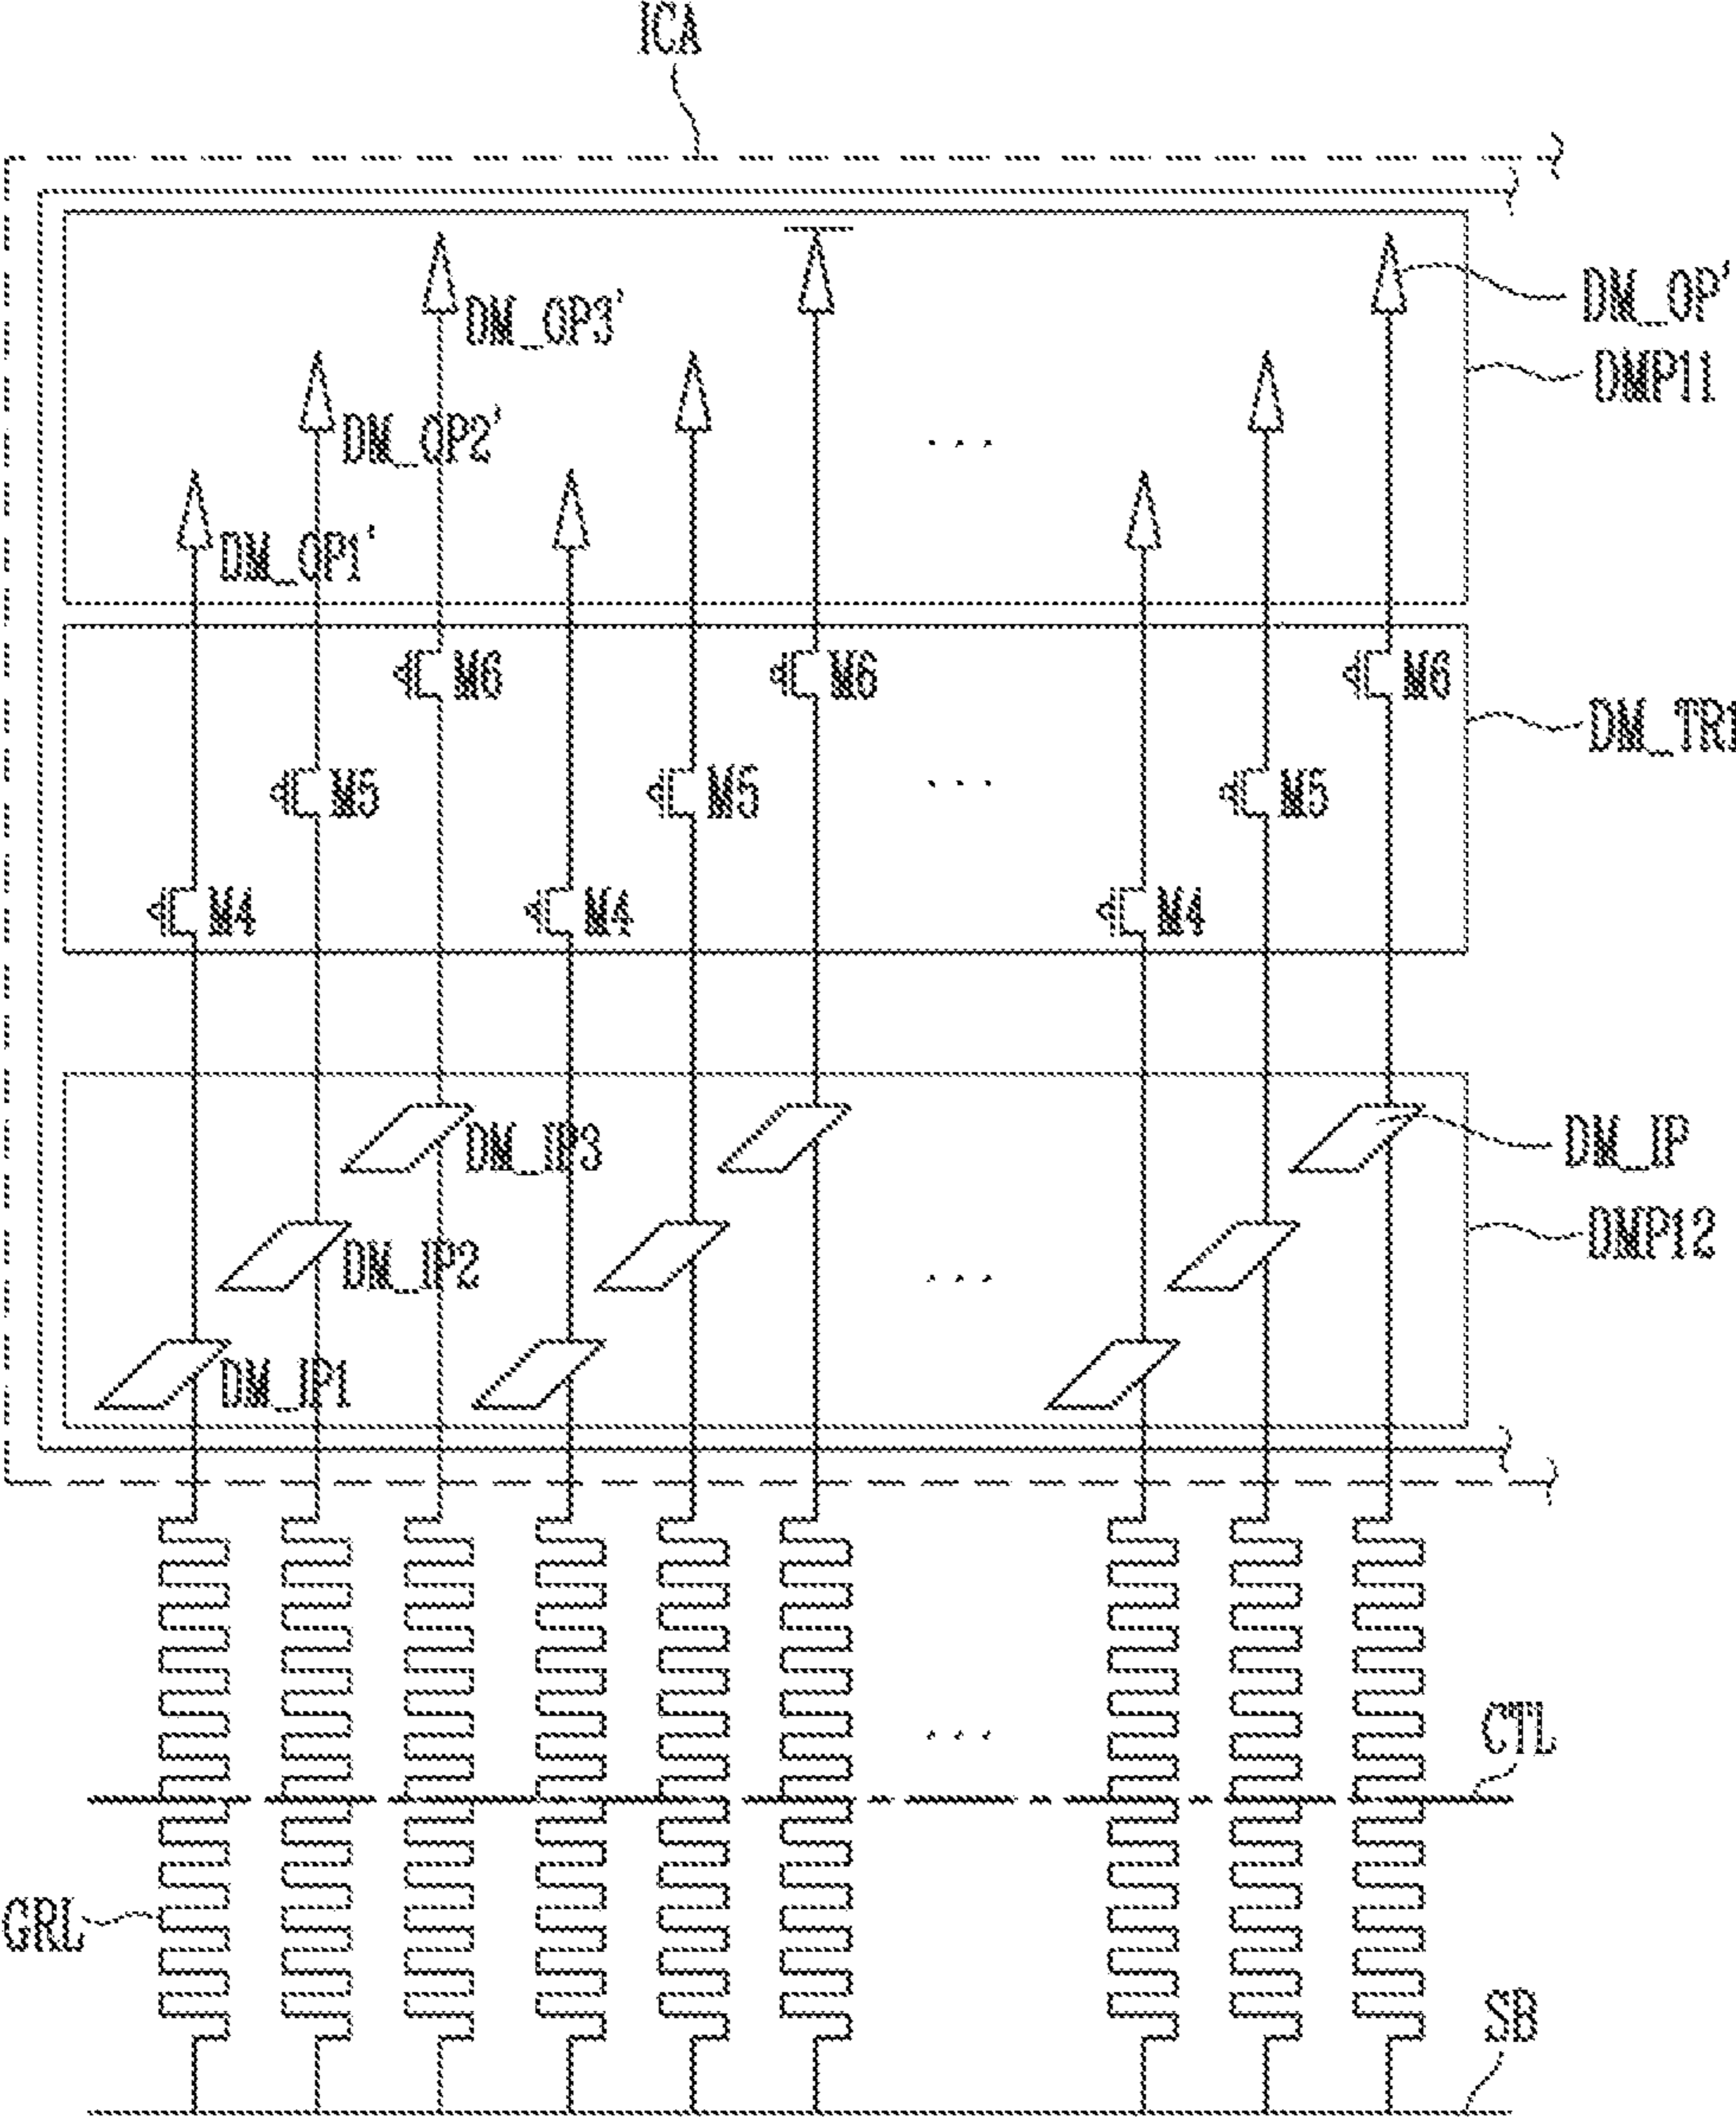 ICA
DM_OP'
DM_OP3'
DMP11
DM_OP2'
DM_OP1'
M6 M6 M6
DM_TR1
M5 M5 M5
M4 M4 M4
DM_IP3
DM_IP
DMP12
DM_IP2
DM_IP1
...
CTL
GRL
SB